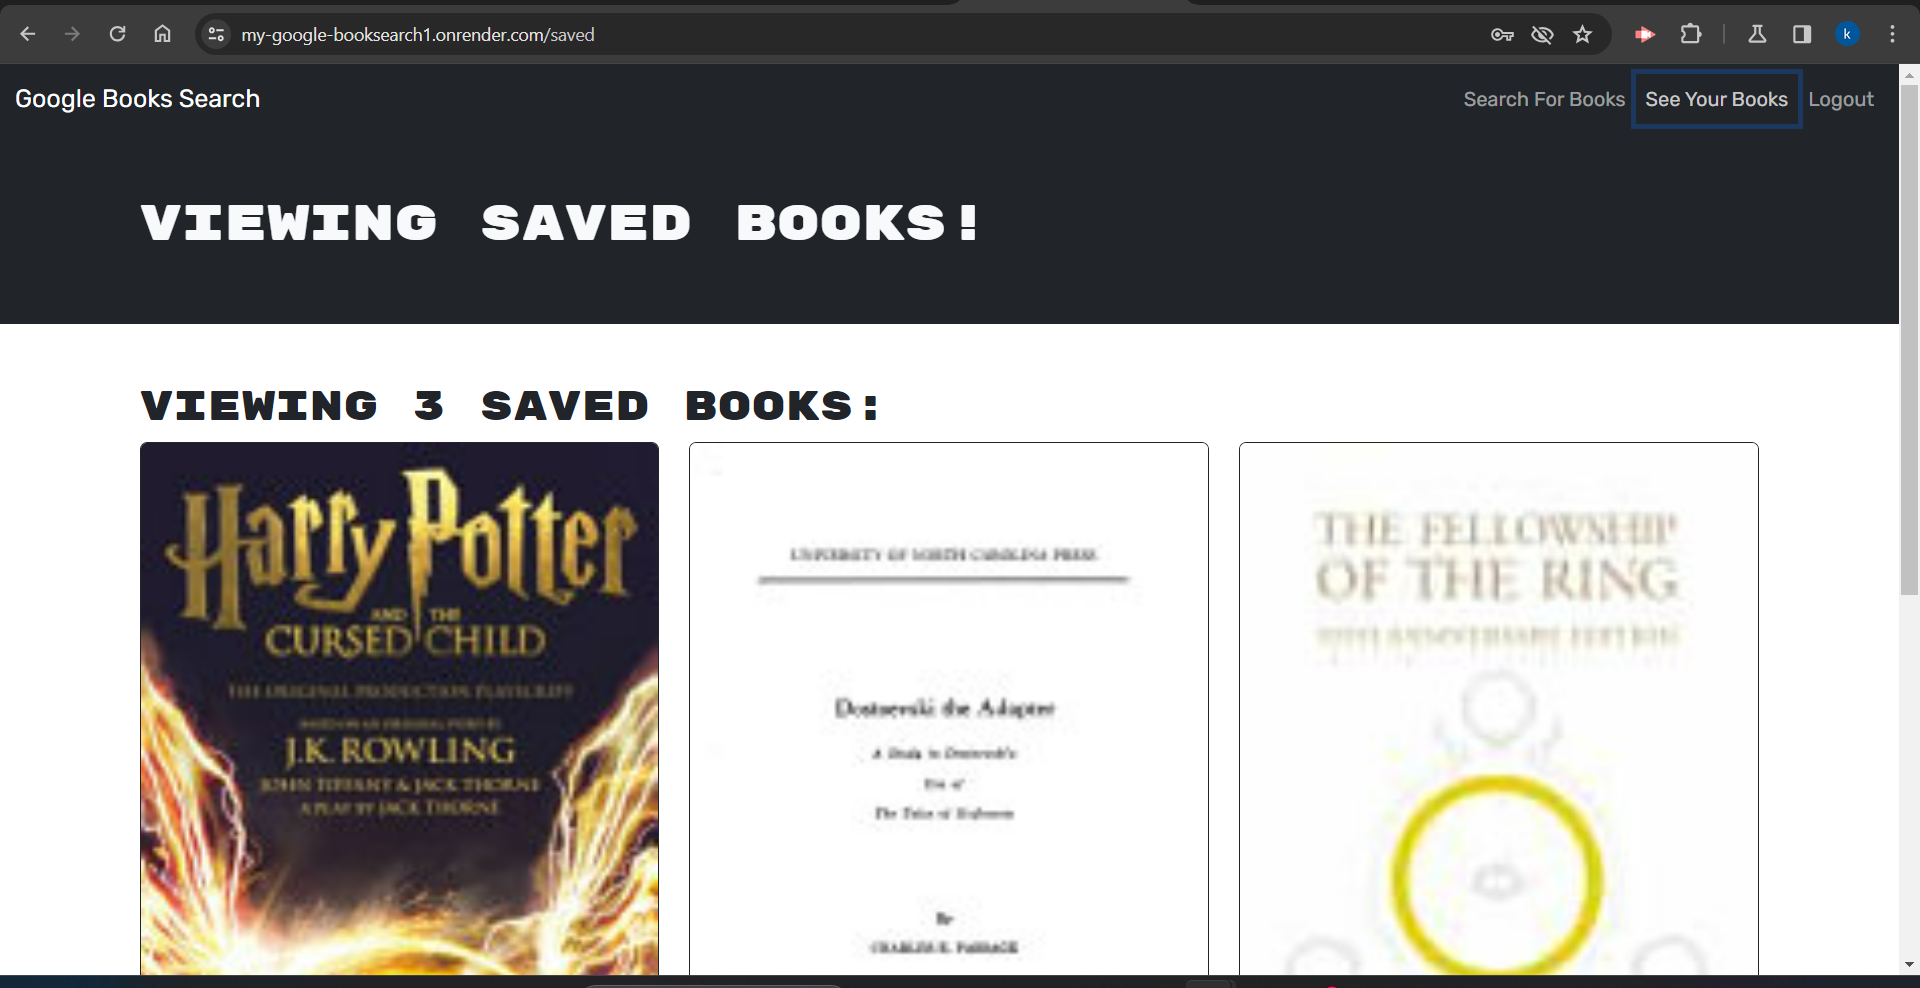 my-google-booksearch1.onrender.com/saved
k
Google Books Search
Search For Books
See Your Books
Logout
VIEWING SAVED BOOKS!
VIEWING 3 SAVED BOOKS:
Harry Potter
AND THE
CURSED CHILD
THE ORIGINAL PRODUCTION PLAYSCRIPT
BASED ON AN ORIGINAL STORY BY
J.K. ROWLING
JOHN TIFFANY & JACK THORNE
A PLAY BY JACK THORNE
UNIVERSITY OF NORTH CAROLINA PRESS
Dostoevski the Adapter
A Study in Dostoevski's
Use of
The Tales of Hoffmann
By
CHARLES E. PASSAGE
THE FELLOWSHIP
OF THE RING
ANNIVERSARY EDITION